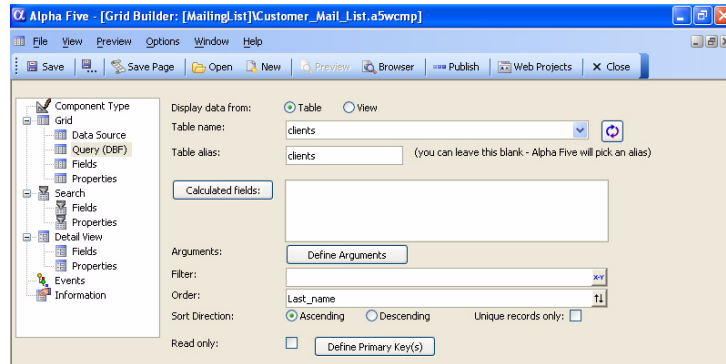 Alpha Five - [Grid Builder: [MailingList]\Customer_Mail_List.a5wcmp]
File View Preview Options Window Help
Save Save Page Open New Preview Browser Publish Web Projects X Close
Component Type
Grid
Data Source
Query (DBF)
Fields
Properties
Search
Fields
Properties
Detail View
Fields
Properties
Events
Information
Display data from: Table View
Table name: clients
Table alias: clients (you can leave this blank - Alpha Five will pick an alias)
Calculated fields:
Arguments: Define Arguments
Filter: X-Y
Order: Last_name
Sort Direction: Ascending Descending Unique records only:
Read only: Define Primary Key(s)